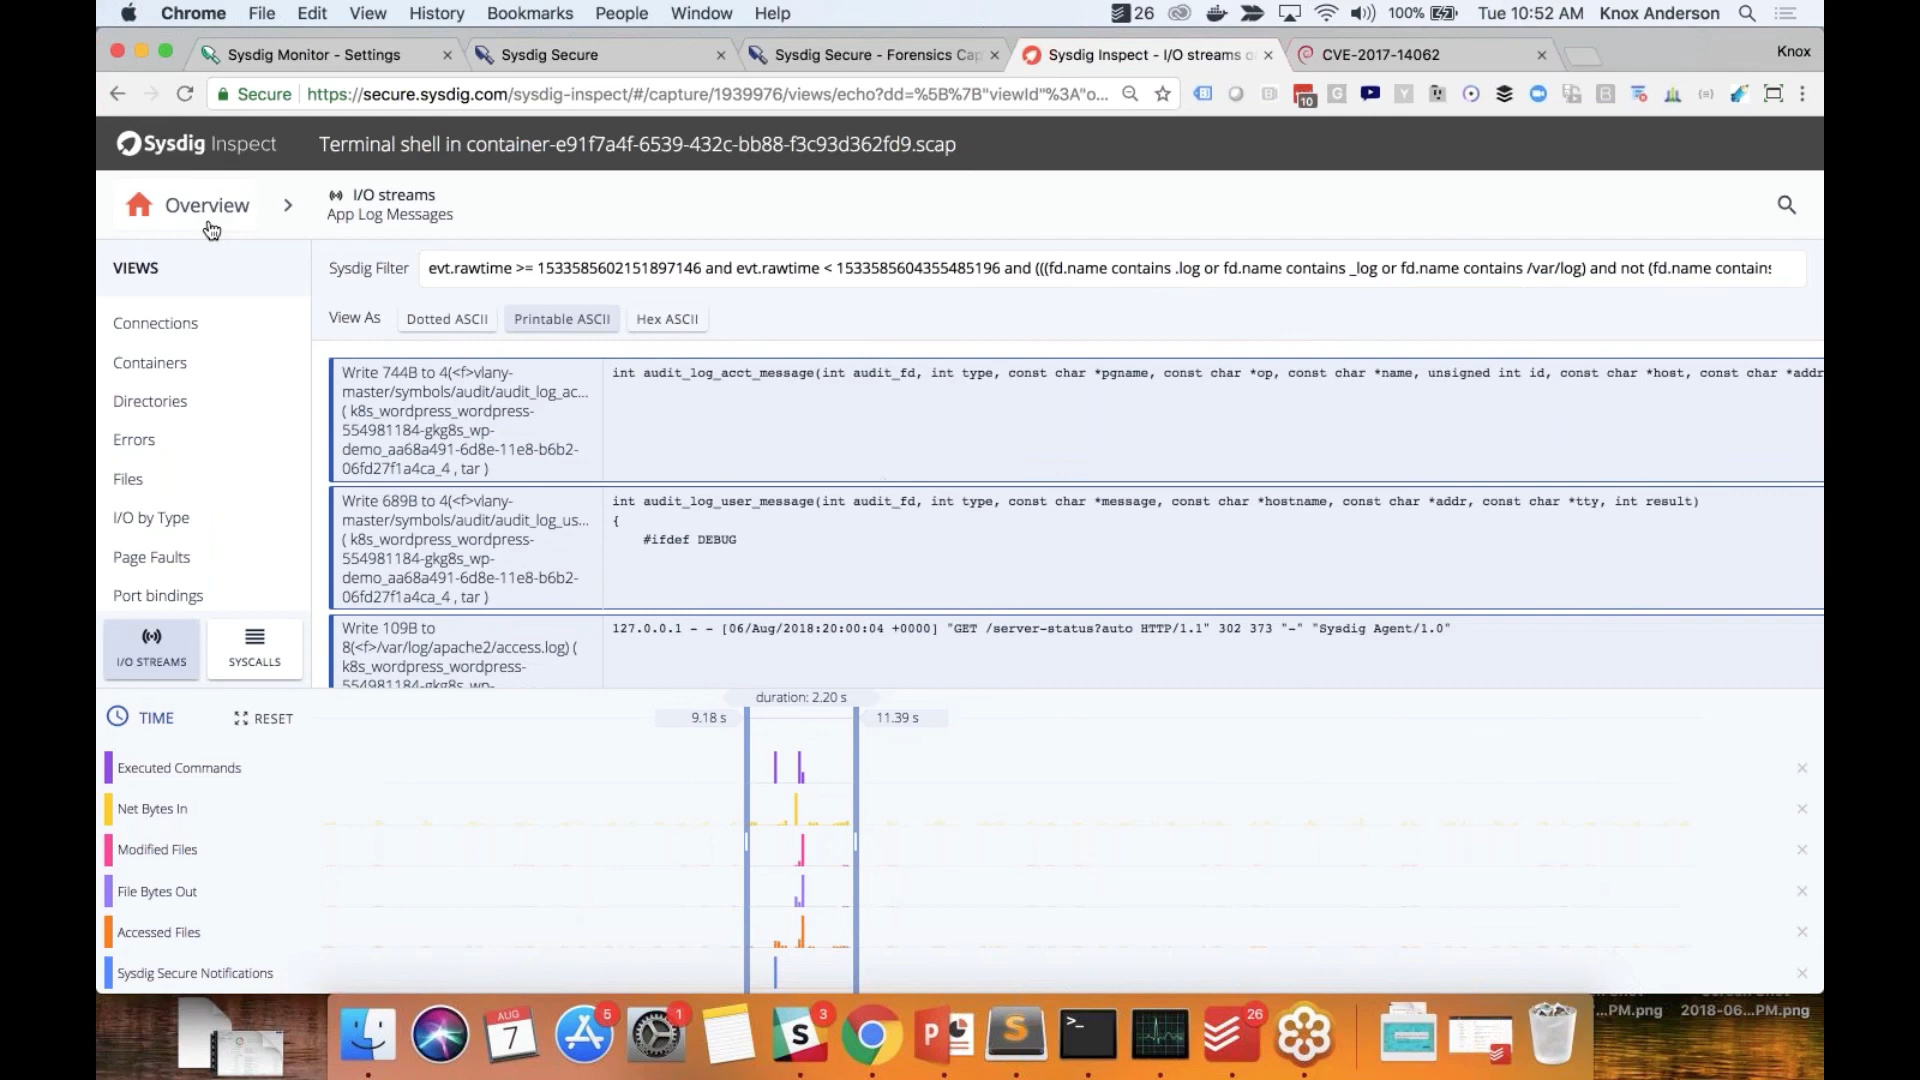 Chrome File Edit View History Bookmarks People Window Help 26 100% Tue 10:52 AM Knox Anderson
Sysdig Monitor - Settings Sysdig Secure Sysdig Secure - Forensics Cap Sysdig Inspect - I/O streams o CVE-2017-14062 Knox
Secure https://secure.sysdig.com/sysdig-inspect/#/capture/1939976/views/echo?dd=%5B%7B"viewId"%3A"o... 10
Sysdig Inspect Terminal shell in container-e91f7a4f-6539-432c-bb88-f3c93d362fd9.scap
Overview
I/O streams
App Log Messages
VIEWS
Connections
Containers
Directories
Errors
Files
I/O by Type
Page Faults
Port bindings
I/O STREAMS
SYSCALLS
Sysdig Filter evt.rawtime >= 1533585602151897146 and evt.rawtime < 1533585604355485196 and (((fd.name contains .log or fd.name contains _log or fd.name contains /var/log) and not (fd.name contains
View As Dotted ASCII Printable ASCII Hex ASCII
Write 744B to 4(<f>vlany-
master/symbols/audit/audit_log_ac...
( k8s_wordpress_wordpress-
554981184-gkg8s_wp-
demo_aa68a491-6d8e-11e8-b6b2-
06fd27f1a4ca_4 , tar )
int audit_log_acct_message(int audit_fd, int type, const char *pgname, const char *op, const char *name, unsigned int id, const char *host, const char *addr
Write 689B to 4(<f>vlany-
master/symbols/audit/audit_log_us...
( k8s_wordpress_wordpress-
554981184-gkg8s_wp-
demo_aa68a491-6d8e-11e8-b6b2-
06fd27f1a4ca_4 , tar )
int audit_log_user_message(int audit_fd, int type, const char *message, const char *hostname, const char *addr, const char *tty, int result)
{
#ifdef DEBUG
Write 109B to
8(<f>/var/log/apache2/access.log) (
k8s_wordpress_wordpress-
554981184-gkg8s_wp-
127.0.0.1 - - [06/Aug/2018:20:00:04 +0000] "GET /server-status?auto HTTP/1.1" 302 373 "-" "Sysdig Agent/1.0"
duration: 2.20 s
TIME RESET 9.18 s 11.39 s
Executed Commands
Net Bytes In
Modified Files
File Bytes Out
Accessed Files
Sysdig Secure Notifications
...PM.png 2018-06...PM.png
AUG
7
5
1
3
26